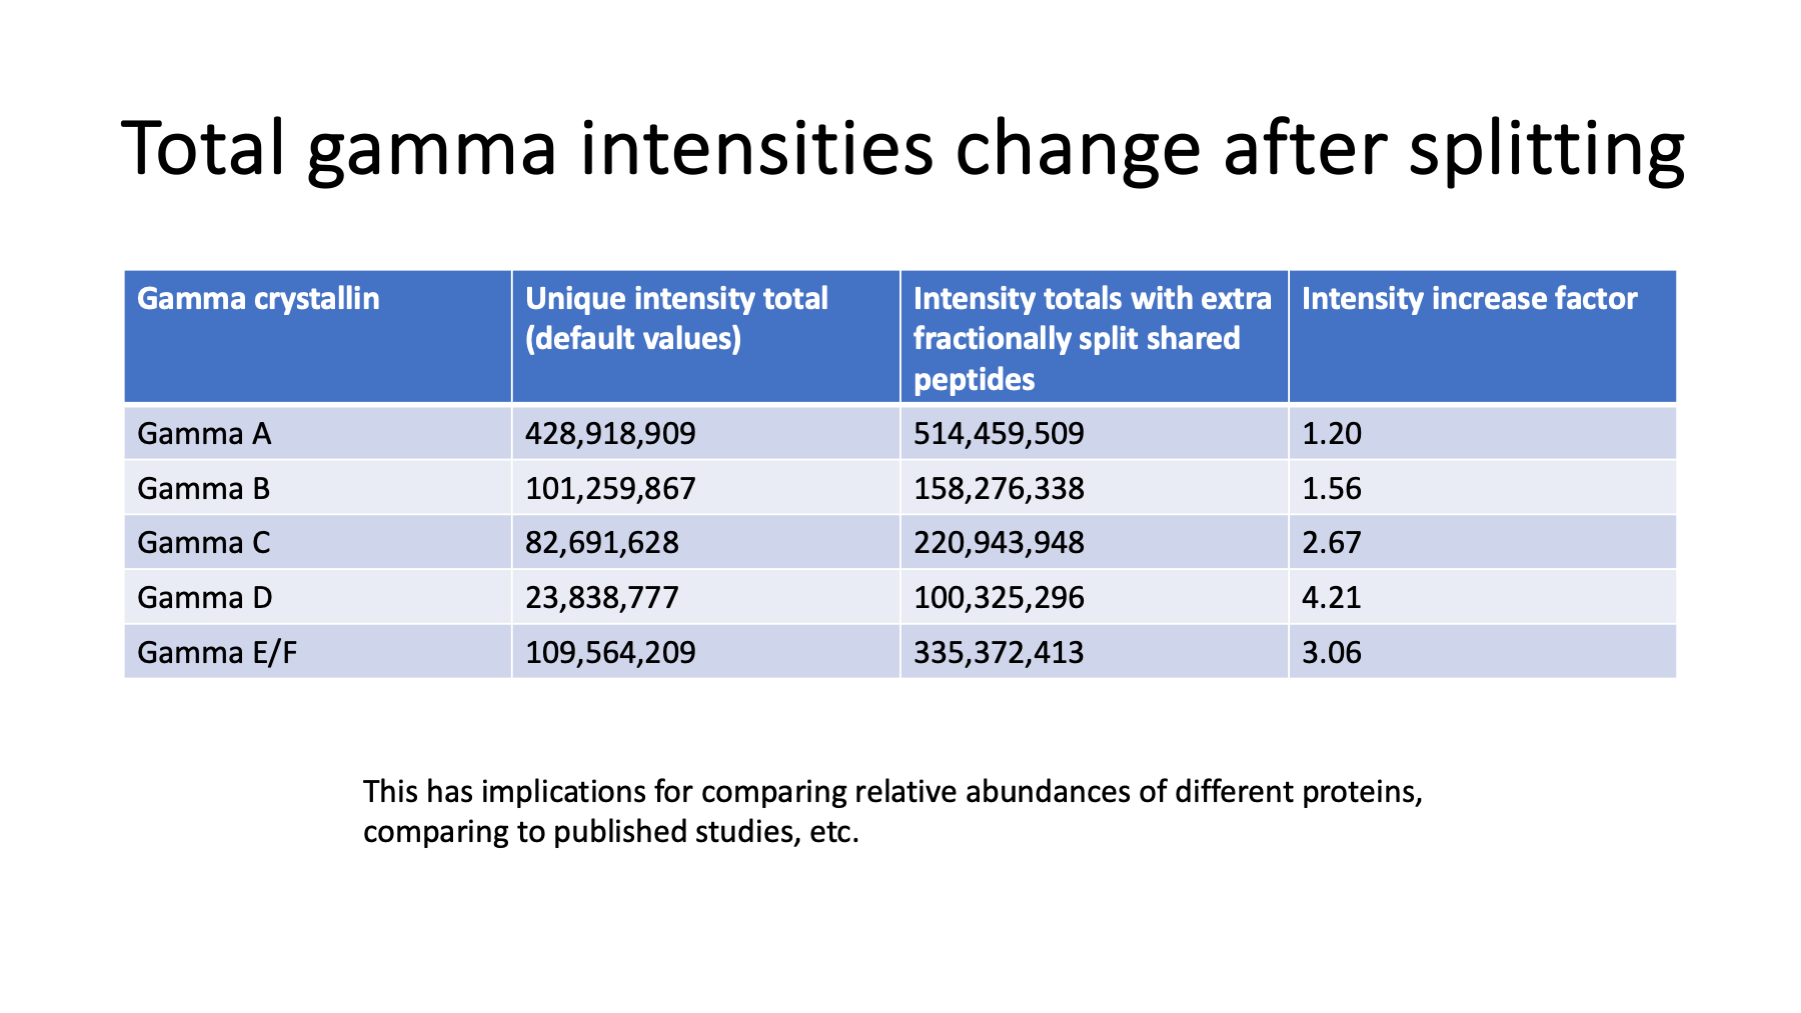 Total gamma intensities change after splitting
Gamma crystallin
Unique intensity total
(default values)
Intensity totals with extra
fractionally split shared
peptides
Intensity increase factor
Gamma A
428,918,909
514,459,509
1.20
Gamma B
101,259,867
158,276,338
1.56
Gamma C
82,691,628
220,943,948
2.67
Gamma D
23,838,777
100,325,296
4.21
Gamma E/F
109,564,209
335,372,413
3.06
This has implications for comparing relative abundances of different proteins,
comparing to published studies, etc.